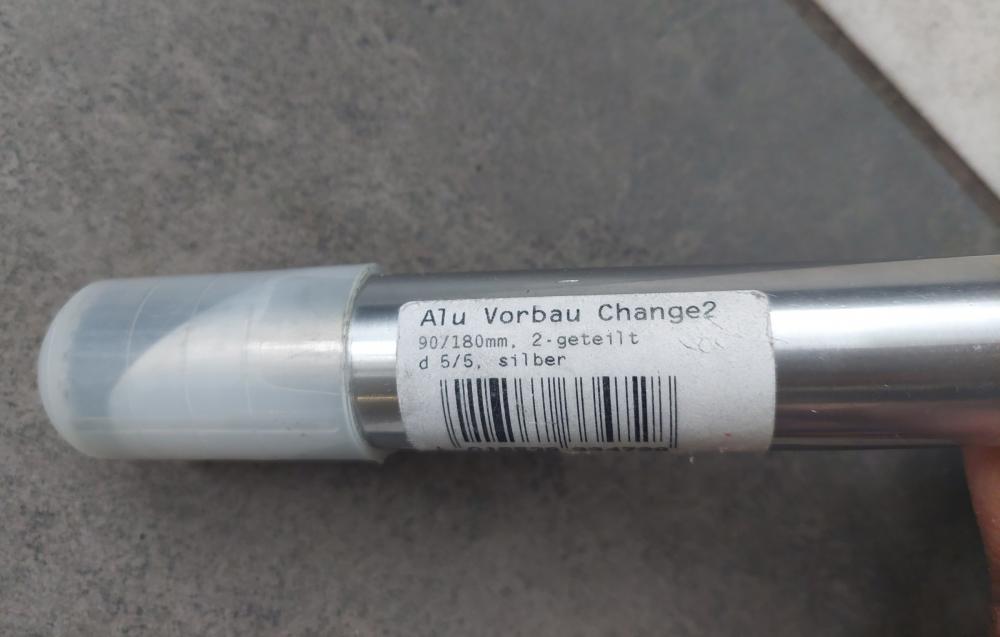 Alu Vorbau Change2
90/180mm, 2-geteilt
d 5/5, silber